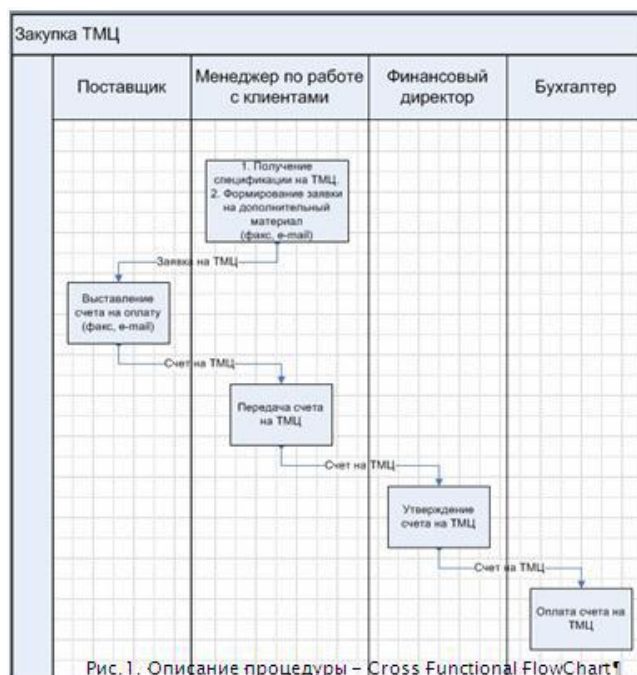 Закупка ТМЦ
Поставщик
Менеджер по работе
с клиентами
Финансовый
директор
Бухгалтер
1. Получение
спецификации на ТМЦ.
2. Формирование заявки
на дополнительный
материал
(факс, e-mail)
Заявка на ТМЦ
Выставление
счета на оплату
(факс, e-mail)
Счет на ТМЦ
Передача счета
на ТМЦ
Счет на ТМЦ
Утверждение
счета на ТМЦ
Счет на ТМЦ
Оплата счета на
ТМЦ
Рис.1. Описание процедуры – Cross Functional FlowChart¶